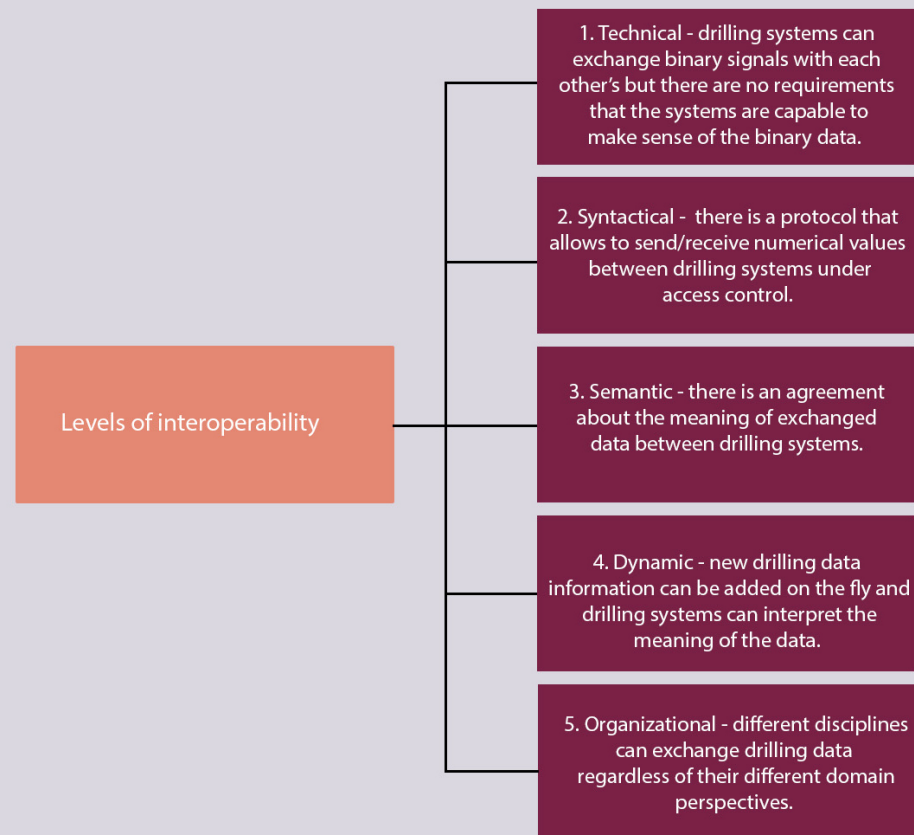 Levels of interoperability
1. Technical - drilling systems can
exchange binary signals with each
other's but there are no requirements
that the systems are capable to
make sense of the binary data.
2. Syntactical - there is a protocol that
allows to send/receive numerical values
between drilling systems under
access control.
3. Semantic - there is an agreement
about the meaning of exchanged
data between drilling systems.
4. Dynamic - new drilling data
information can be added on the fly and
drilling systems can interpret the
meaning of the data.
5. Organizational - different disciplines
can exchange drilling data
regardless of their different domain
perspectives.